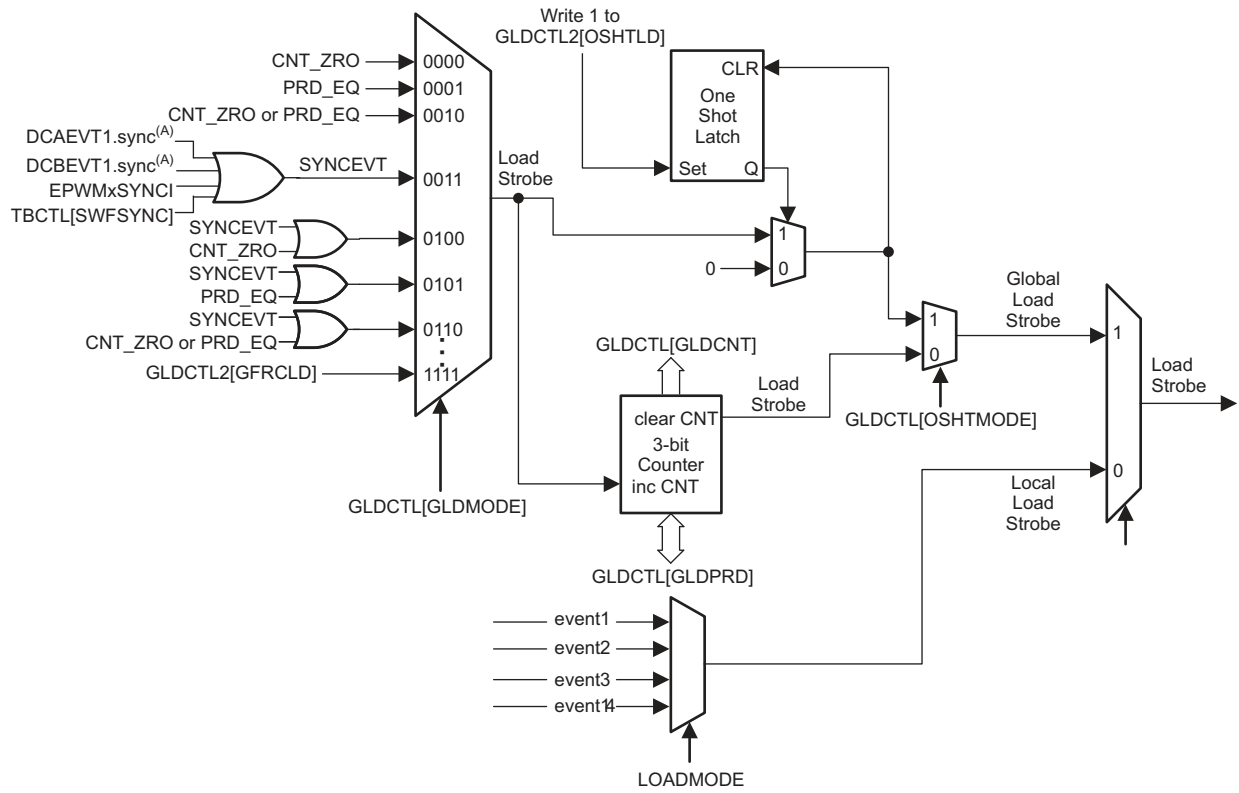 Write 1 to
GLDCTL2[OSHTLD]
CNT_ZRO
0000
PRD_EQ
0001
CNT_ZRO or PRD_EQ
0010
DCAEVT1.sync(A)
DCBEVT1.sync(A)
EPWMxSYNCI
TBCTL[SWFSYNC]
SYNCEVT
0011
SYNCEVT
CNT_ZRO
0100
SYNCEVT
PRD_EQ
0101
SYNCEVT
CNT_ZRO or PRD_EQ
0110
GLDCTL2[GFRCLD]
1111
GLDCTL[GLDMODE]
Load
Strobe
CLR
One
Shot
Latch
Set
Q
1
0
0
GLDCTL[GLDCNT]
clear CNT
3-bit
Counter
inc CNT
GLDCTL[GLDPRD]
Load
Strobe
1
0
GLDCTL[OSHTMODE]
Global
Load
Strobe
1
Load
Strobe
0
Local
Load
Strobe
event1
event2
event3
event14
LOADMODE